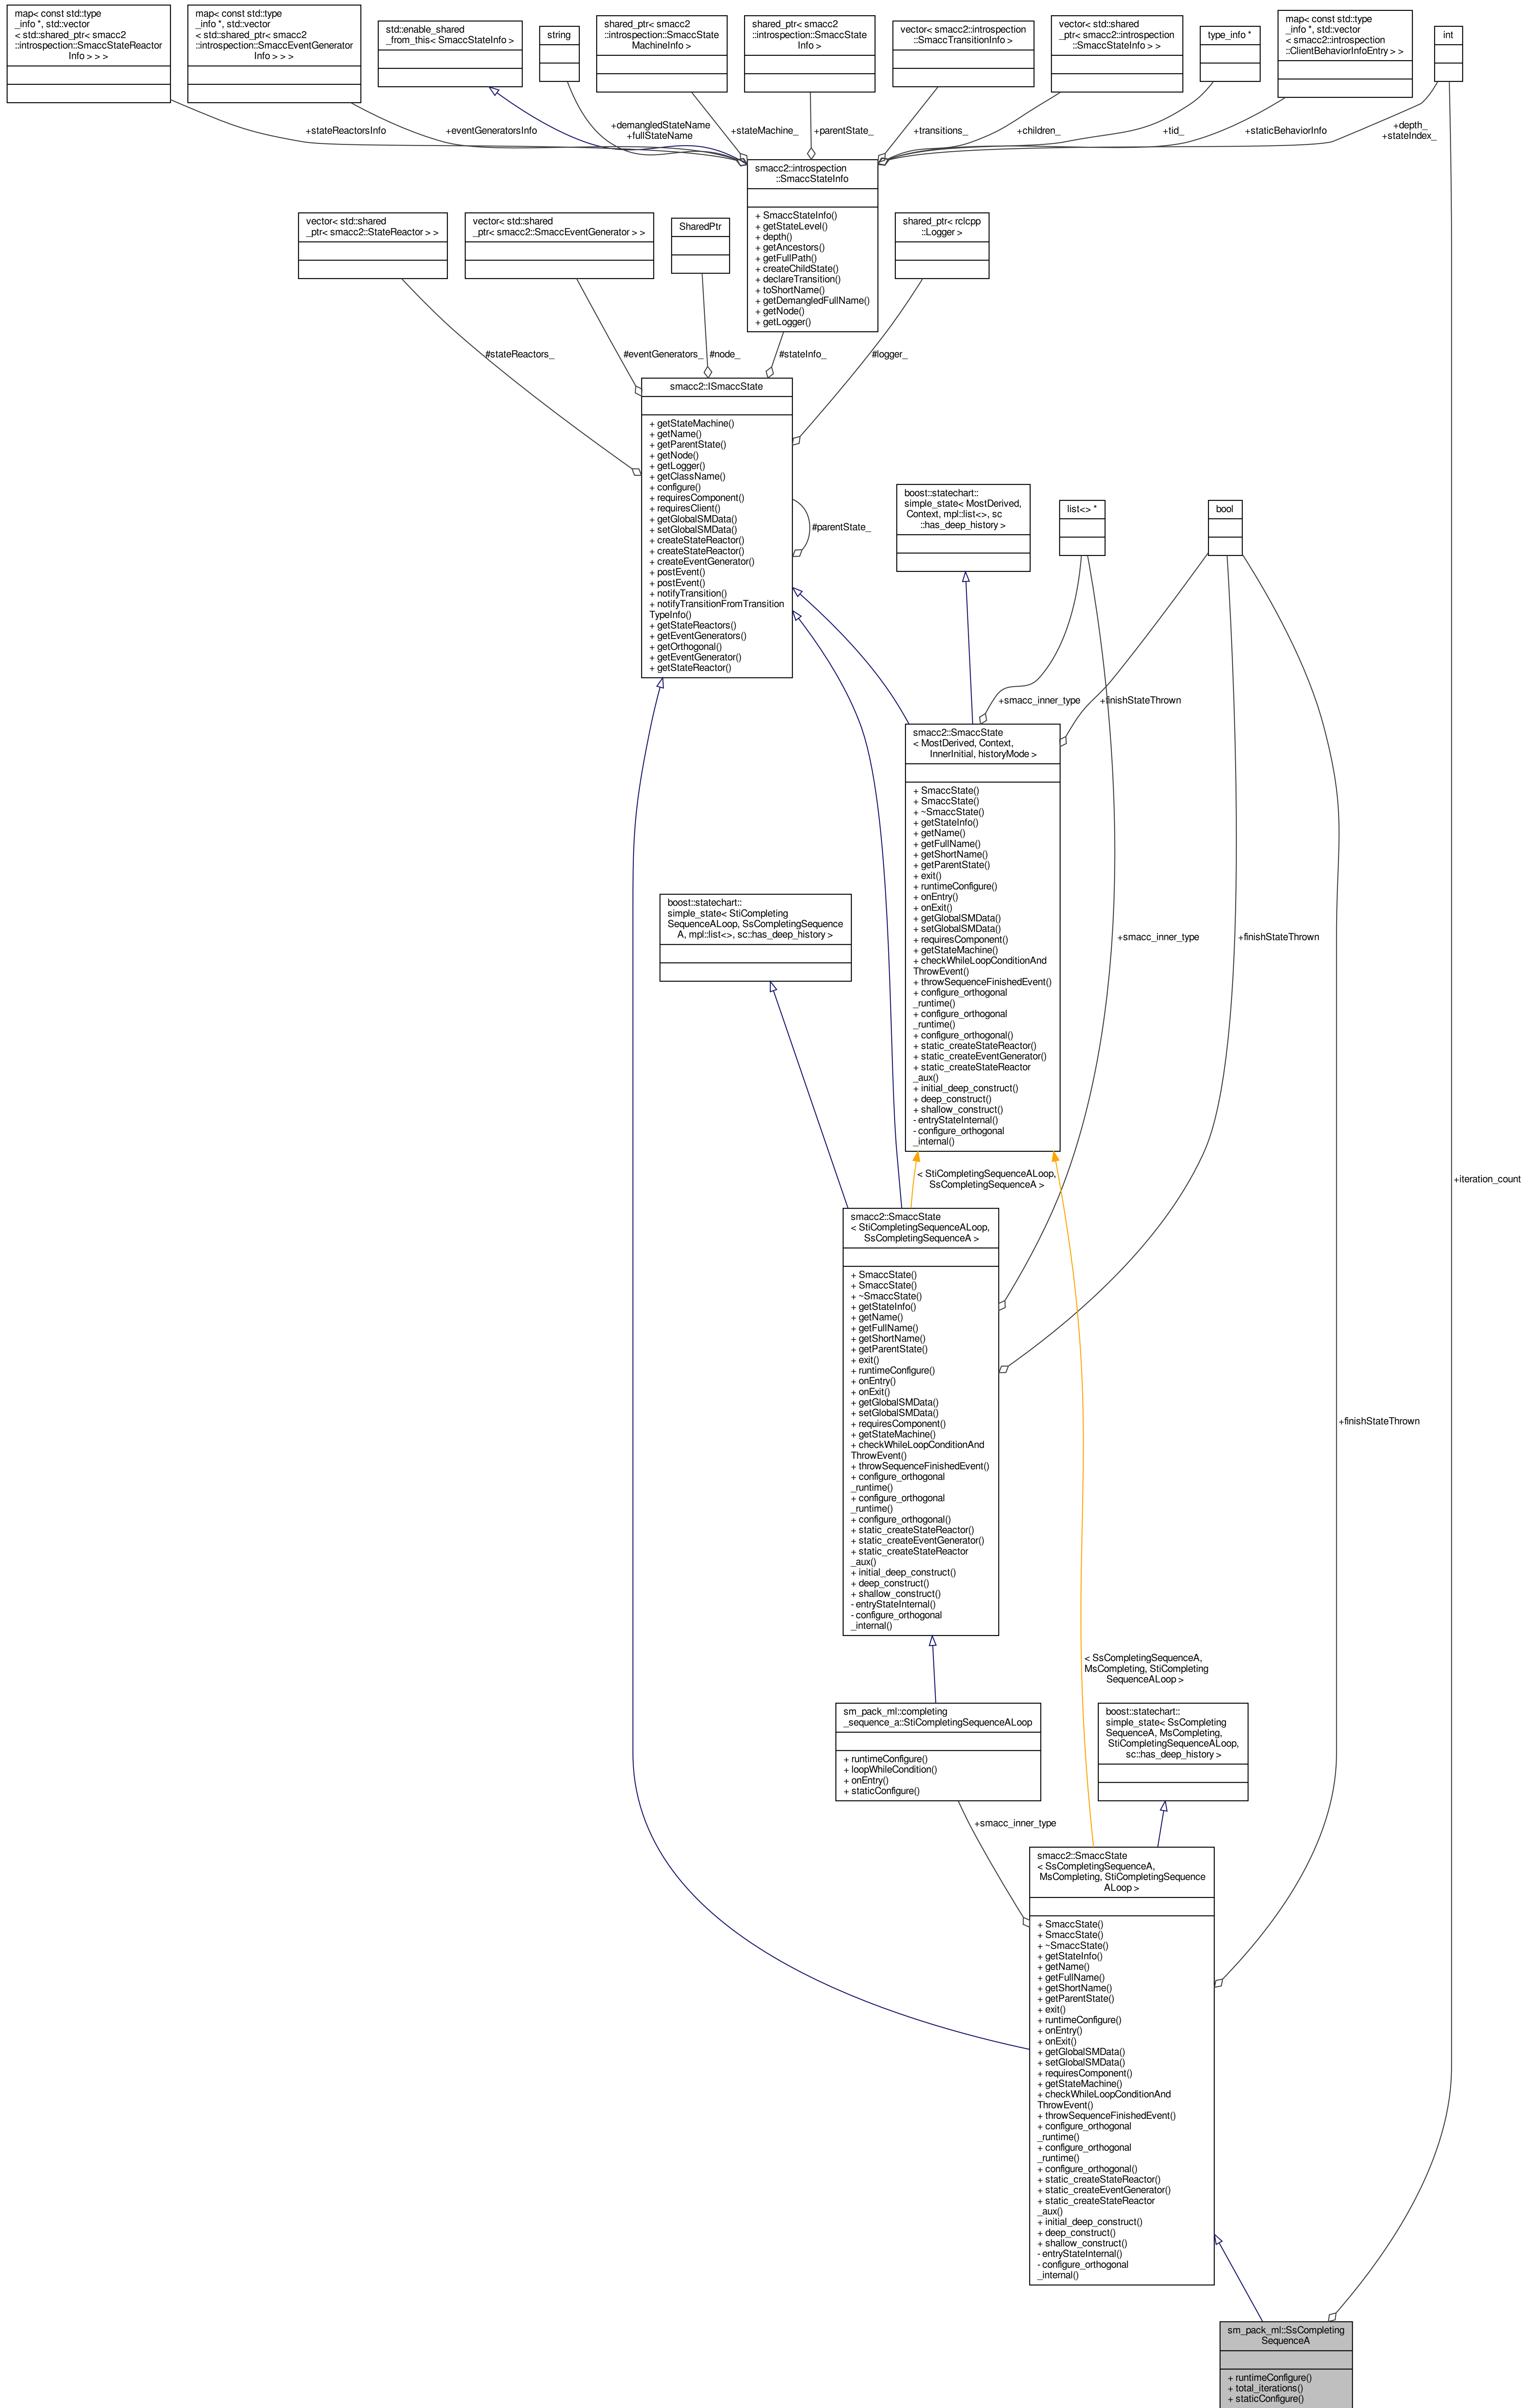 map< const std::type
_info *, std::vector
< std::shared_ptr< smacc2
::introspection::SmaccStateReactor
Info > > >
map< const std::type
_info *, std::vector
< std::shared_ptr< smacc2
::introspection::SmaccEventGenerator
Info > > >
std::enable_shared
_from_this< SmaccStateInfo >
string
shared_ptr< smacc2
::introspection::SmaccState
MachineInfo >
shared_ptr< smacc2
::introspection::SmaccState
Info >
vector< smacc2::introspection
::SmaccTransitionInfo >
vector< std::shared
_ptr< smacc2::introspection
::SmaccStateInfo > >
type_info *
map< const std::type
_info *, std::vector
< smacc2::introspection
::ClientBehaviorInfoEntry > >
int
+stateReactorsInfo
+eventGeneratorsInfo
+demangledStateName
+fullStateName
+stateMachine_
+parentState_
+transitions_
+children_
+tid_
+staticBehaviorInfo
+depth_
+stateIndex_
smacc2::introspection
::SmaccStateInfo
+ SmaccStateInfo()
+ getStateLevel()
+ depth()
+ getAncestors()
+ getFullPath()
+ createChildState()
+ declareTransition()
+ toShortName()
+ getDemangledFullName()
+ getNode()
+ getLogger()
vector< std::shared
_ptr< smacc2::StateReactor > >
vector< std::shared
_ptr< smacc2::SmaccEventGenerator > >
SharedPtr
shared_ptr< rclcpp
::Logger >
#stateReactors_
#eventGenerators_
#node_
#stateInfo_
#logger_
smacc2::ISmaccState
+ getStateMachine()
+ getName()
+ getParentState()
+ getNode()
+ getLogger()
+ getClassName()
+ configure()
+ requiresComponent()
+ requiresClient()
+ getGlobalSMData()
+ setGlobalSMData()
+ createStateReactor()
+ createStateReactor()
+ createEventGenerator()
+ postEvent()
+ postEvent()
+ notifyTransition()
+ notifyTransitionFromTransition
TypeInfo()
+ getStateReactors()
+ getEventGenerators()
+ getOrthogonal()
+ getEventGenerator()
+ getStateReactor()
#parentState_
boost::statechart::
simple_state< MostDerived,
Context, mpl::list<>, sc
::has_deep_history >
list<> *
bool
+smacc_inner_type
+finishStateThrown
smacc2::SmaccState
< MostDerived, Context,
InnerInitial, historyMode >
+ SmaccState()
+ SmaccState()
+ ~SmaccState()
+ getStateInfo()
+ getName()
+ getFullName()
+ getShortName()
+ getParentState()
+ exit()
+ runtimeConfigure()
+ onEntry()
+ onExit()
+ getGlobalSMData()
+ setGlobalSMData()
+ requiresComponent()
+ getStateMachine()
+ checkWhileLoopConditionAnd
ThrowEvent()
+ throwSequenceFinishedEvent()
+ configure_orthogonal
_runtime()
+ configure_orthogonal
_runtime()
+ configure_orthogonal()
+ static_createStateReactor()
+ static_createEventGenerator()
+ static_createStateReactor
_aux()
+ initial_deep_construct()
+ deep_construct()
+ shallow_construct()
- entryStateInternal()
- configure_orthogonal
_internal()
boost::statechart::
simple_state< StiCompleting
SequenceALoop, SsCompletingSequence
A, mpl::list<>, sc::has_deep_history >
+smacc_inner_type
+finishStateThrown
< StiCompletingSequenceALoop,
SsCompletingSequenceA >
+iteration_count
smacc2::SmaccState
< StiCompletingSequenceALoop,
SsCompletingSequenceA >
+ SmaccState()
+ SmaccState()
+ ~SmaccState()
+ getStateInfo()
+ getName()
+ getFullName()
+ getShortName()
+ getParentState()
+ exit()
+ runtimeConfigure()
+ onEntry()
+ onExit()
+ getGlobalSMData()
+ setGlobalSMData()
+ requiresComponent()
+ getStateMachine()
+ checkWhileLoopConditionAnd
ThrowEvent()
+ throwSequenceFinishedEvent()
+ configure_orthogonal
_runtime()
+ configure_orthogonal
_runtime()
+ configure_orthogonal()
+ static_createStateReactor()
+ static_createEventGenerator()
+ static_createStateReactor
_aux()
+ initial_deep_construct()
+ deep_construct()
+ shallow_construct()
- entryStateInternal()
- configure_orthogonal
_internal()
+finishStateThrown
< SsCompletingSequenceA,
MsCompleting, StiCompleting
SequenceALoop >
sm_pack_ml::completing
_sequence_a::StiCompletingSequenceALoop
+ runtimeConfigure()
+ loopWhileCondition()
+ onEntry()
+ staticConfigure()
boost::statechart::
simple_state< SsCompleting
SequenceA, MsCompleting,
StiCompletingSequenceALoop,
sc::has_deep_history >
+smacc_inner_type
smacc2::SmaccState
< SsCompletingSequenceA,
MsCompleting, StiCompletingSequence
ALoop >
+ SmaccState()
+ SmaccState()
+ ~SmaccState()
+ getStateInfo()
+ getName()
+ getFullName()
+ getShortName()
+ getParentState()
+ exit()
+ runtimeConfigure()
+ onEntry()
+ onExit()
+ getGlobalSMData()
+ setGlobalSMData()
+ requiresComponent()
+ getStateMachine()
+ checkWhileLoopConditionAnd
ThrowEvent()
+ throwSequenceFinishedEvent()
+ configure_orthogonal
_runtime()
+ configure_orthogonal
_runtime()
+ configure_orthogonal()
+ static_createStateReactor()
+ static_createEventGenerator()
+ static_createStateReactor
_aux()
+ initial_deep_construct()
+ deep_construct()
+ shallow_construct()
- entryStateInternal()
- configure_orthogonal
_internal()
sm_pack_ml::SsCompleting
SequenceA
+ runtimeConfigure()
+ total_iterations()
+ staticConfigure()